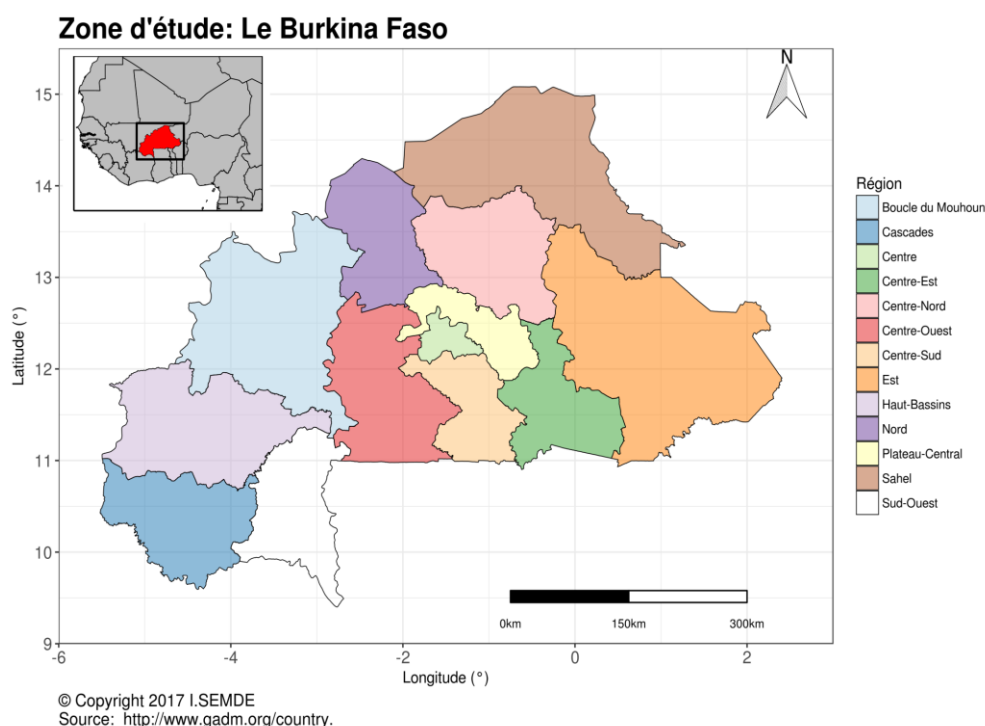 Zone d'étude: Le Burkina Faso
N
15
14
13
12
11
10
9
Latitude (°)
-6
-4
-2
0
2
Longitude (°)
0km
150km
300km
Région
Boucle du Mouhoun
Cascades
Centre
Centre-Est
Centre-Nord
Centre-Ouest
Centre-Sud
Est
Haut-Bassins
Nord
Plateau-Central
Sahel
Sud-Ouest
© Copyright 2017 I.SEMDE
Source: http://www.gadm.org/country.